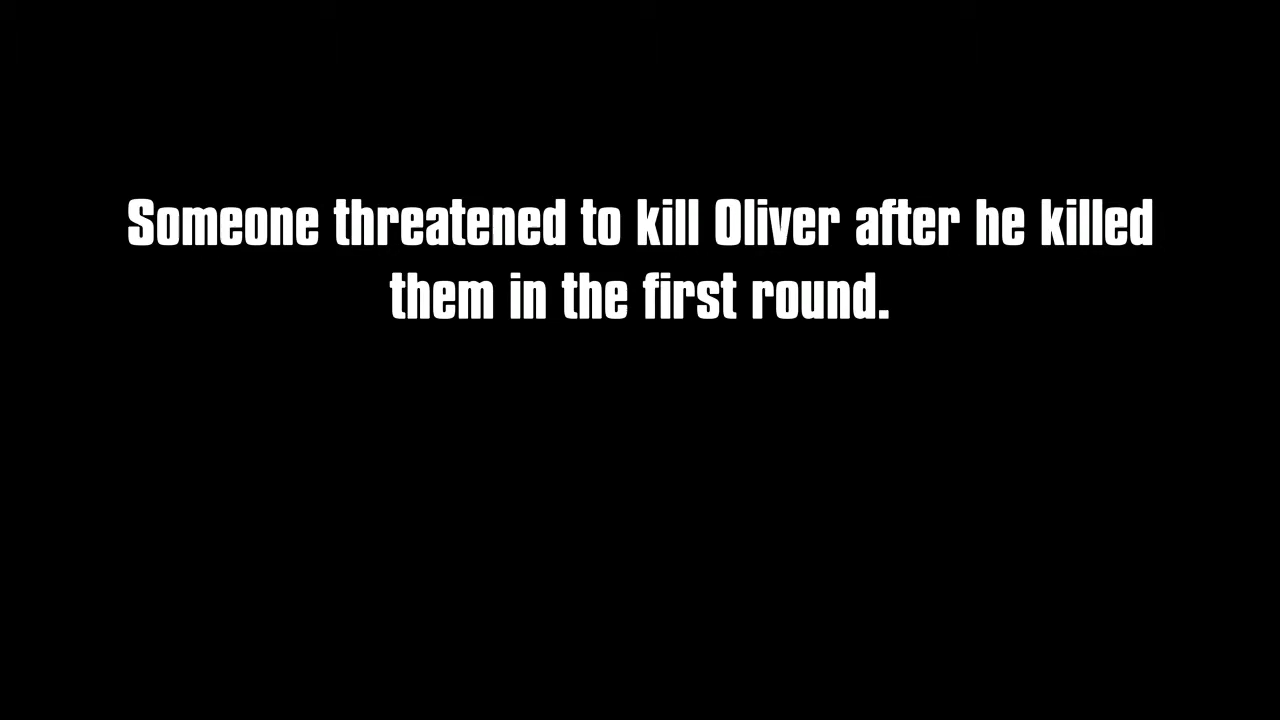 Someone threatened to kill Oliver after he killed
them in the first round.